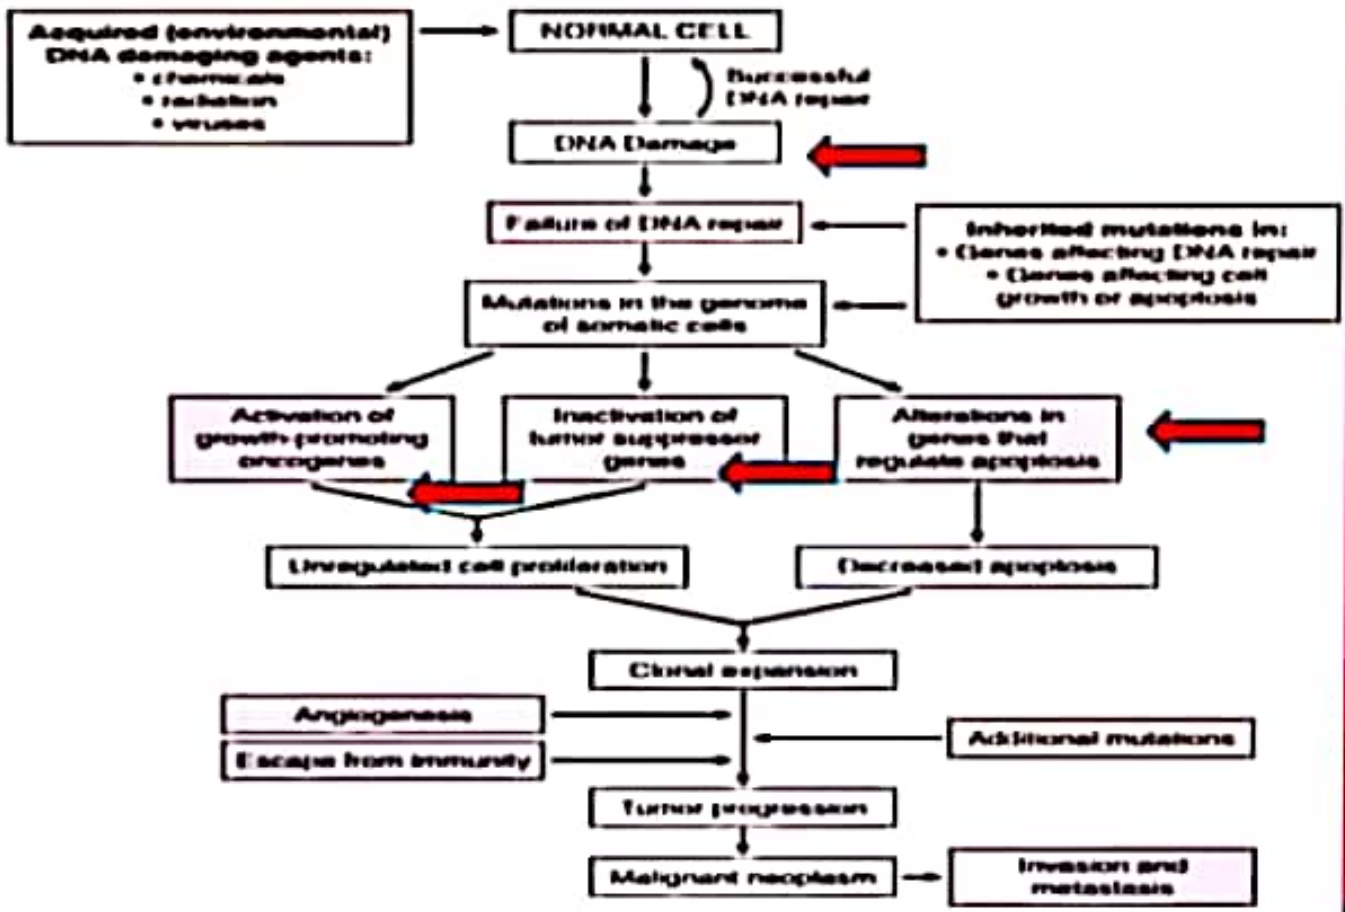 Acquired (environmental)
DNA damaging agents:
• chemicals
• radiation
• viruses
NORMAL CELL
Successful
DNA repair
DNA Damage
Failure of DNA repair
Inherited mutations in:
• Genes affecting DNA repair
• Genes affecting cell
growth or apoptosis
Mutations in the genome
of somatic cells
Activation of
growth-promoting
oncogenes
Inactivation of
tumor suppressor
genes
Alterations in
genes that
regulate apoptosis
Unregulated cell proliferation
Decreased apoptosis
Clonal expansion
Angiogenesis
Additional mutations
Escape from immunity
Tumor progression
Malignant neoplasm
Invasion and
metastasis